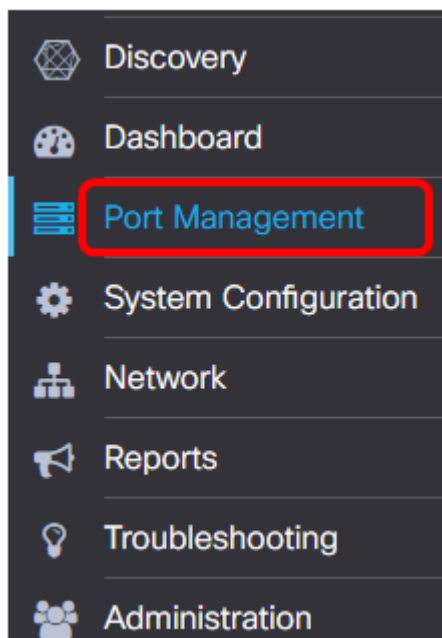 Discovery
Dashboard
Port Management
System Configuration
Network
Reports
Troubleshooting
Administration